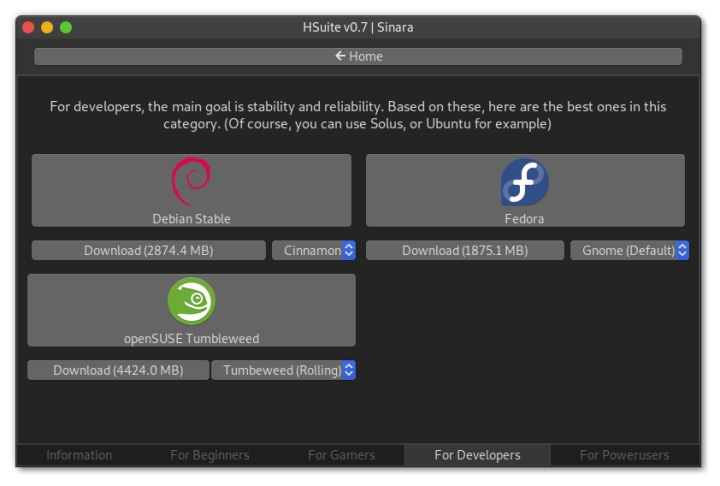 HSuite v0.7 | Sinara
← Home
For developers, the main goal is stability and reliability. Based on these, here are the best ones in this
category. (Of course, you can use Solus, or Ubuntu for example)
Debian Stable
Fedora
Download (2874.4 MB)
Cinnamon
Download (1875.1 MB)
Gnome (Default)
openSUSE Tumbleweed
Download (4424.0 MB)
Tumbeweed (Rolling)
Information
For Beginners
For Gamers
For Developers
For Powerusers